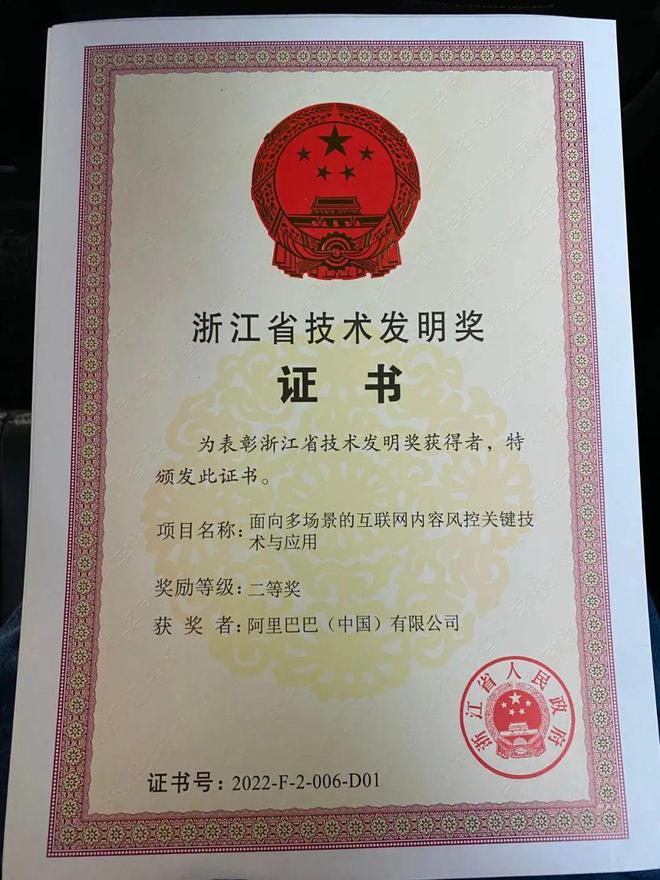 浙江省技术发明奖
证 书
为表彰浙江省技术发明奖获得者，特
颁发此证书。
项目名称：面向多场景的互联网内容风控关键技
术与应用
奖励等级：二等奖
获 奖 者：阿里巴巴（中国）有限公司
浙江省人民政府
证书号：2022-F-2-006-D01